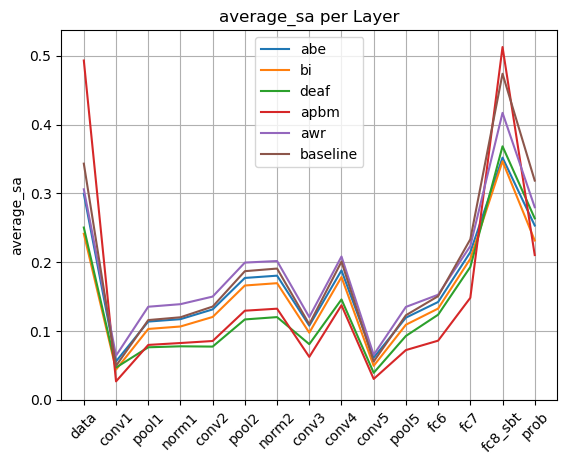 average_sa per Layer
abe
bi
deaf
apbm
awr
baseline
average_sa
0.5
0.4
0.3
0.2
0.1
0.0
data
conv1
pool1
norm1
conv2
pool2
norm2
conv3
conv4
conv5
pool5
fc6
fc7
fc8_sbt
prob